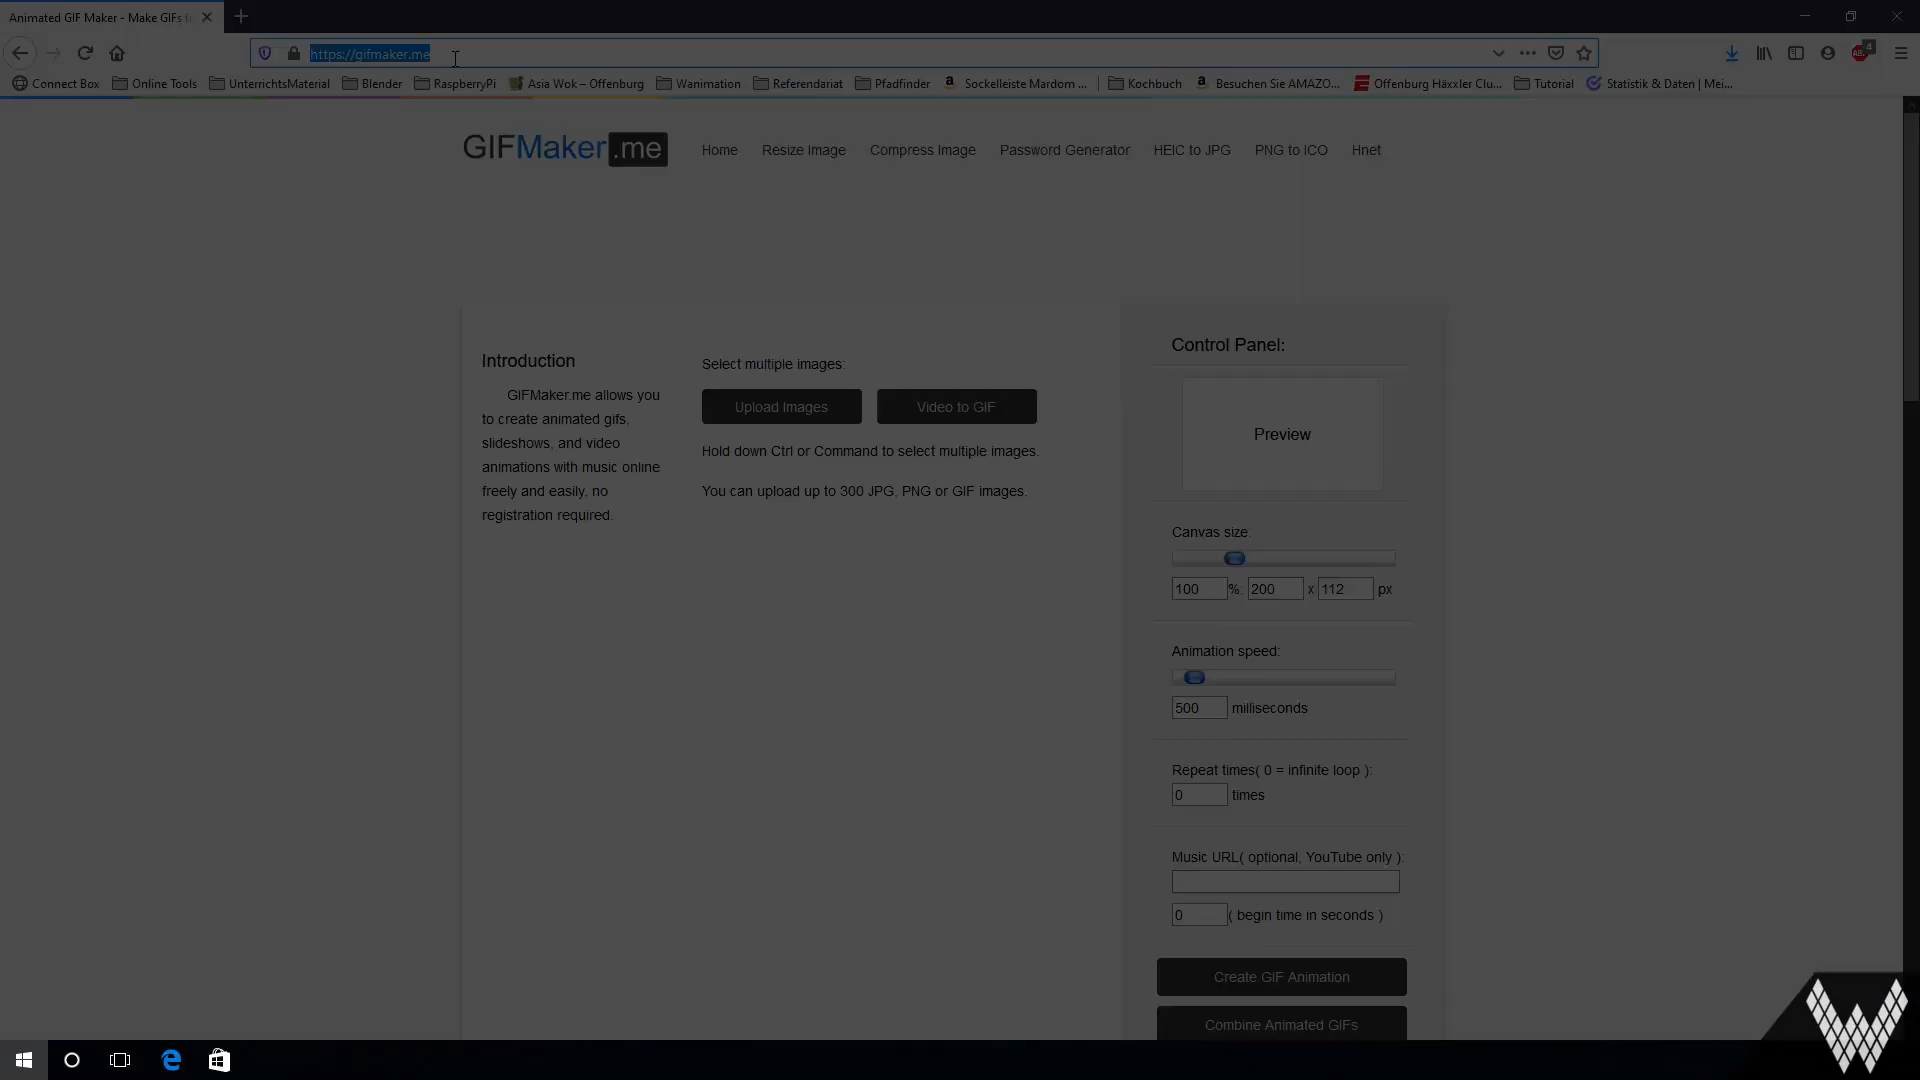 Animated GIF Maker - Make GIFs f
https://gifmaker.me
4
Connect Box
Online Tools
UnterrichtsMaterial
Blender
RaspberryPi
Asia Wok – Offenburg
Wanimation
Referendariat
Pfadfinder
Sockelleiste Mardom ...
Kochbuch
Besuchen Sie AMAZO...
Offenburg Häxxler Clu...
Tutorial
Statistik & Daten | Mei...
GIFMaker.me
Home
Resize Image
Compress Image
Password Generator
HEIC to JPG
PNG to ICO
Hnet
Introduction
GIFMaker.me allows you
to create animated gifs,
slideshows, and video
animations with music online
freely and easily, no
registration required.
Select multiple images:
Upload Images
Video to GIF
Hold down Ctrl or Command to select multiple images.
You can upload up to 300 JPG, PNG or GIF images.
Control Panel:
Preview
Canvas size:
100 %: 200 x 112 px
Animation speed:
500 milliseconds
Repeat times( 0 = infinite loop ):
0 times
Music URL( optional, YouTube only ):
0 ( begin time in seconds )
Create GIF Animation
Combine Animated GIFs